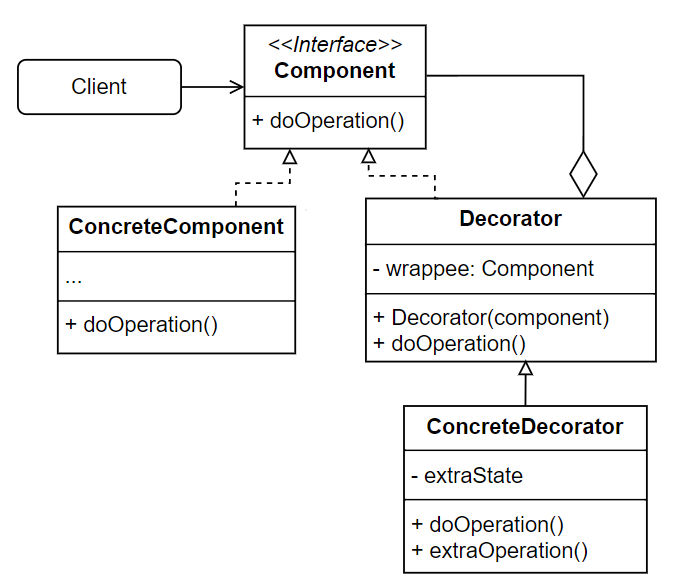 <<Interface>>
Component
Client
+ doOperation()
ConcreteComponent
...
+ doOperation()
Decorator
- wrappee: Component
+ Decorator(component)
+ doOperation()
ConcreteDecorator
- extraState
+ doOperation()
+ extraOperation()